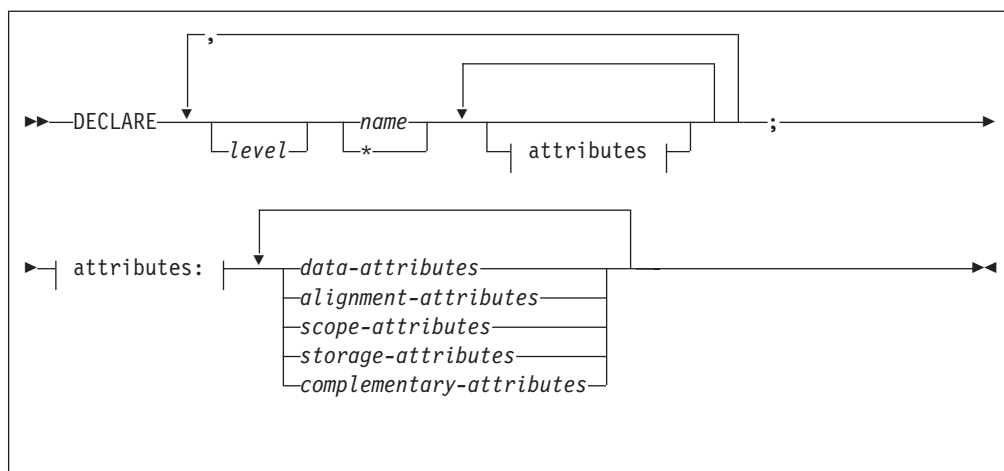 ,
DECLARE level name attributes ;
*
attributes: data-attributes
alignment-attributes
scope-attributes
storage-attributes
complementary-attributes